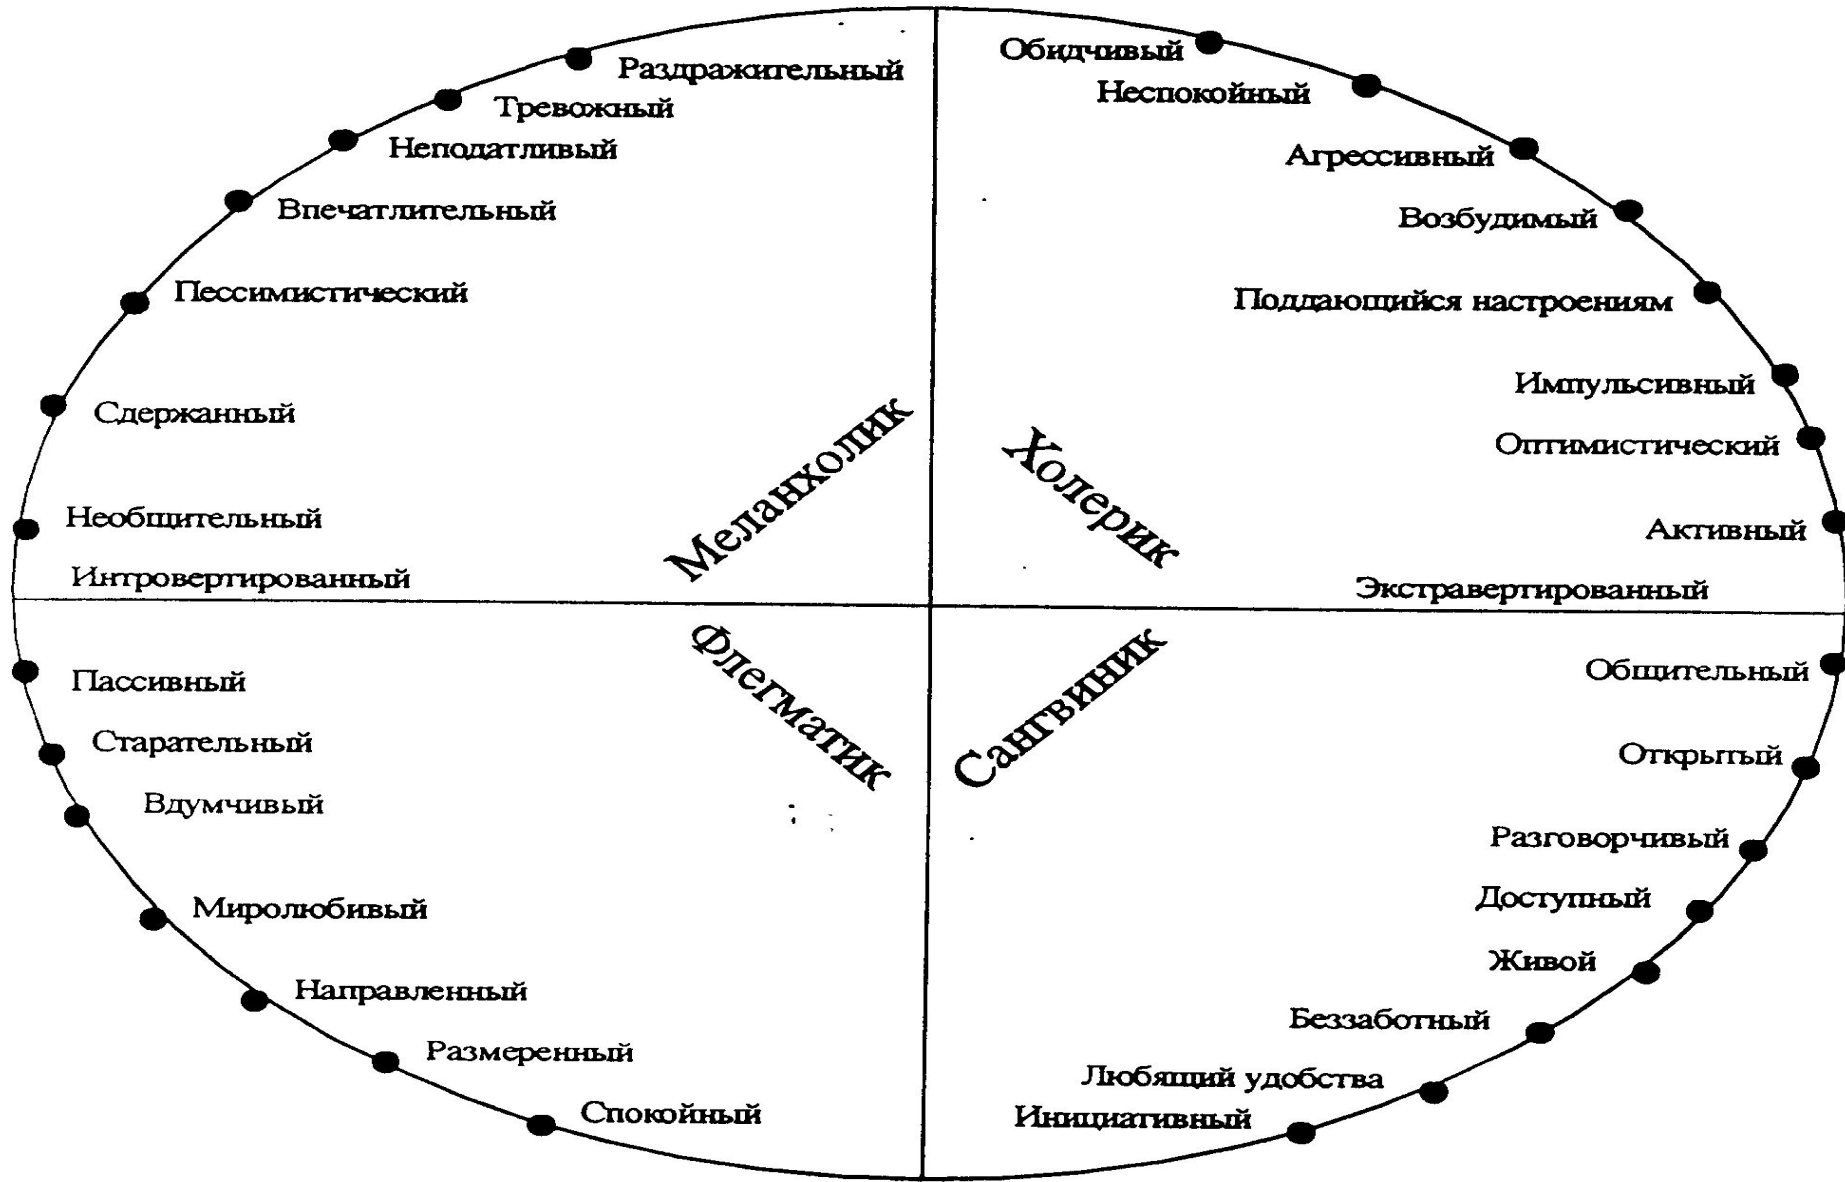 Раздражительный
Тревожный
Неподатливый
Впечатлительный
Пессимистический
Сдержанный
Необщительный
Интровертированный
Меланхолик
Обидчивый
Неспокойный
Агрессивный
Возбудимый
Поддающийся настроениям
Импульсивный
Оптимистический
Активный
Экстравертированный
Холерик
Флегматик
Пассивный
Старательный
Вдумчивый
Миролюбивый
Направленный
Размеренный
Спокойный
Сангвиник
Общительный
Открытый
Разговорчивый
Доступный
Живой
Беззаботный
Любящий удобства
Инициативный